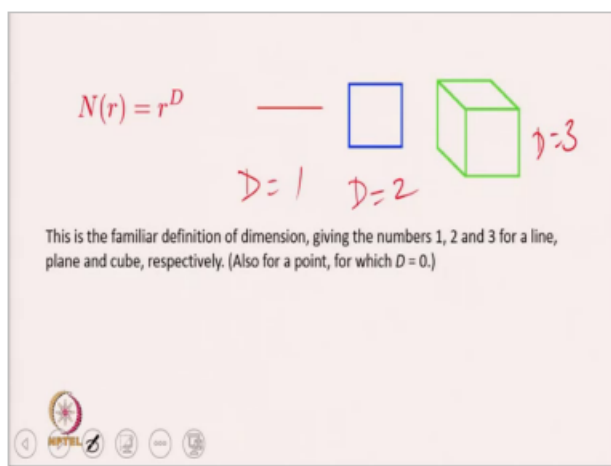 N(r) = r^D
D = 1
D = 2
D = 3
This is the familiar definition of dimension, giving the numbers 1, 2 and 3 for a line,
plane and cube, respectively. (Also for a point, for which D = 0.)
NPTEL